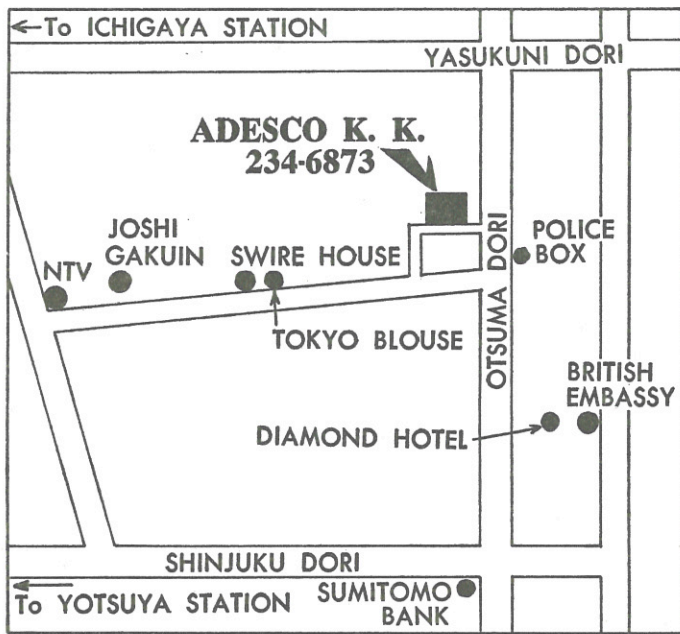 To ICHIGAYA STATION
YASUKUNI DORI
ADESCO K. K.
234-6873
JOSHI
GAKUIN
SWIRE HOUSE
NTV
TOKYO BLOUSE
OTSUMA DORI
POLICE
BOX
BRITISH
EMBASSY
DIAMOND HOTEL
SHINJUKU DORI
To YOTSUYA STATION
SUMITOMO
BANK